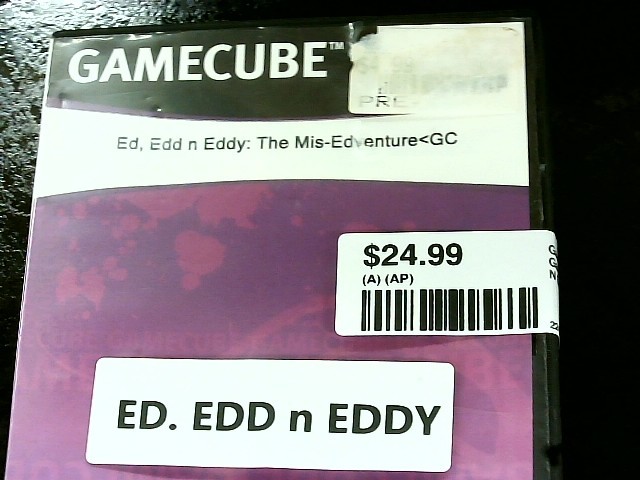 GAMECUBE™
PRE
Ed, Edd n Eddy: The Mis-Edventure<GC
$24.99
(A) (AP)
ED. EDD n EDDY